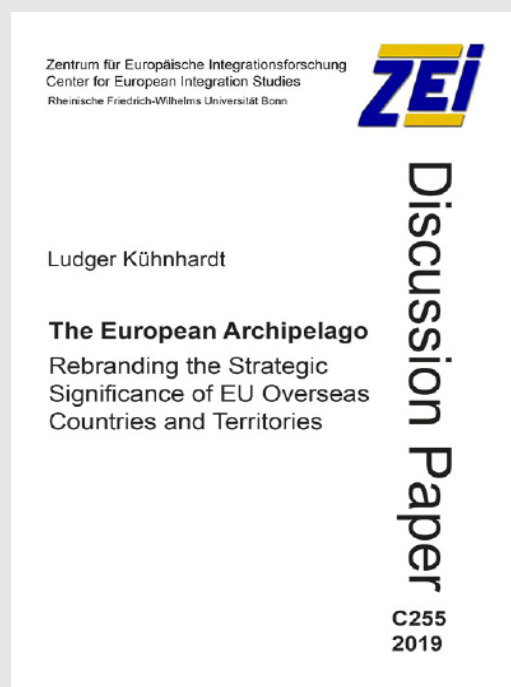 Zentrum für Europäische Integrationsforschung
Center for European Integration Studies
Rheinische Friedrich-Wilhelms Universität Bonn
ZEI
Discussion Paper
Ludger Kühnhardt
The European Archipelago
Rebranding the Strategic
Significance of EU Overseas
Countries and Territories
C255
2019